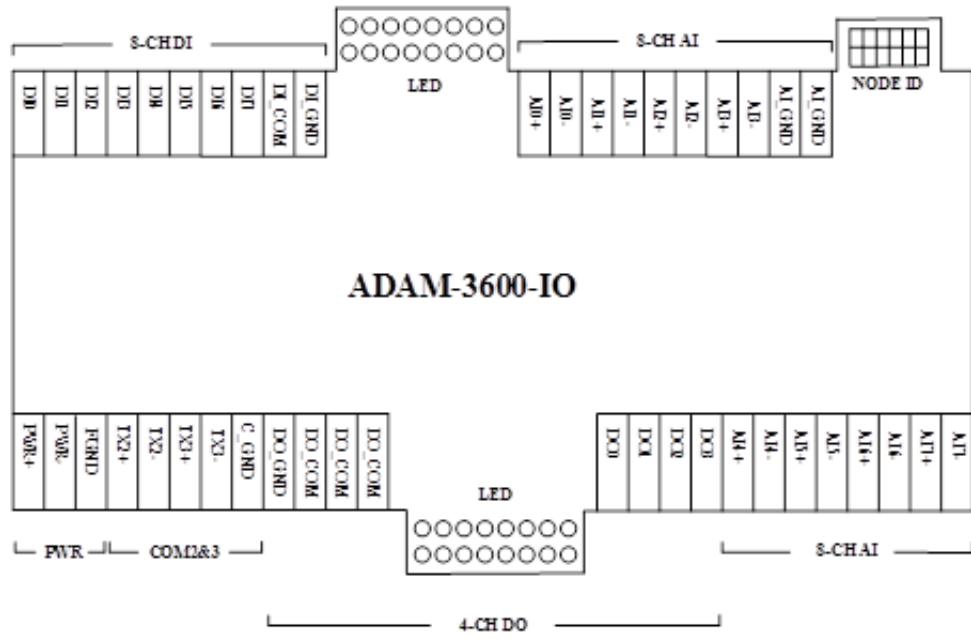 8-CH DI
8-CH AI
LED
NODE ID
DI0 DI1 DI2 DI3 DI4 DI5 DI6 DI7 DI_COM DI_GND
AI0+ AI0- AI1+ AI1- AI2+ AI2- AI3+ AI3- AI_GND AI_GND
ADAM-3600-IO
PWR+ PWR- FGND TX2+ TX2- TX3+ TX3- C_GND DO_GND DO_COM DO_COM DO_COM
DO0 DO1 DO2 DO3 AI4+ AI4- AI5+ AI5- AI6+ AI6- AI7+ AI7-
LED
PWR
COM2&3
8-CH AI
4-CH DO